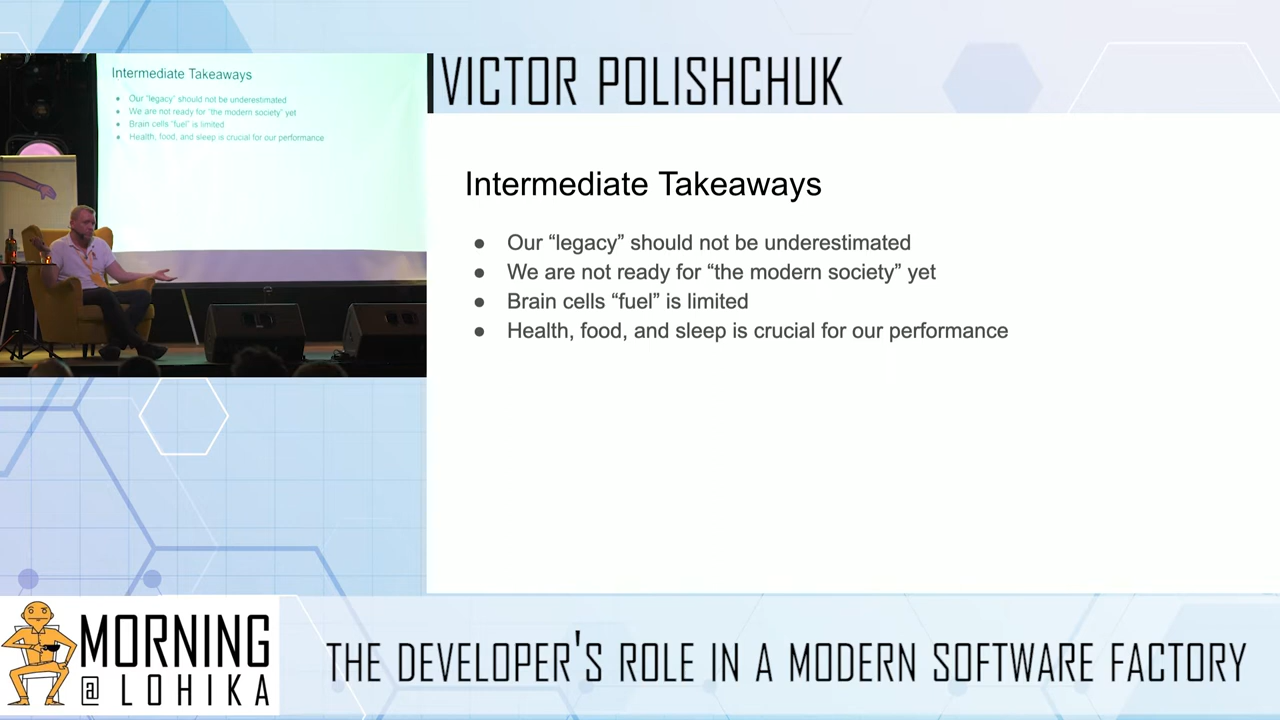 VICTOR POLISHCHUK
Intermediate Takeaways
● Our “legacy” should not be underestimated
● We are not ready for “the modern society” yet
● Brain cells “fuel” is limited
● Health, food, and sleep is crucial for our performance
Intermediate Takeaways
● Our “legacy” should not be underestimated
● We are not ready for “the modern society” yet
● Brain cells “fuel” is limited
● Health, food, and sleep is crucial for our performance
MORNING
@ LOHIKA
THE DEVELOPER'S ROLE IN A MODERN SOFTWARE FACTORY